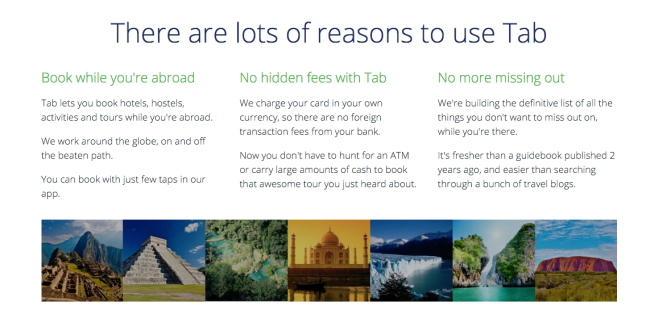 There are lots of reasons to use Tab
Book while you're abroad
Tab lets you book hotels, hostels,
activities and tours while you're abroad.
We work around the globe, on and off
the beaten path.
You can book with just few taps in our
app.
No hidden fees with Tab
We charge your card in your own
currency, so there are no foreign
transaction fees from your bank.
Now you don't have to hunt for an ATM
or carry large amounts of cash to book
that awesome tour you just heard about.
No more missing out
We're building the definitive list of all the
things you don't want to miss out on,
while you're there.
It's fresher than a guidebook published 2
years ago, and easier than searching
through a bunch of travel blogs.